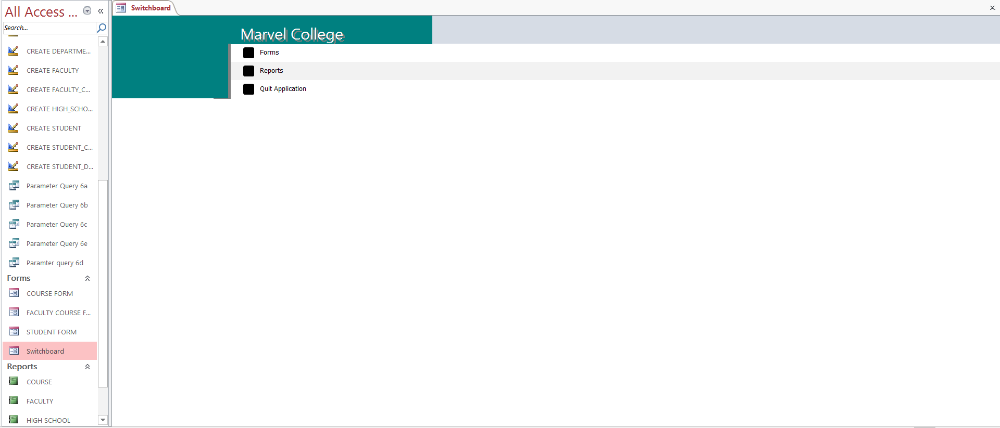 All Access ...
Search...
CREATE DEPARTME...
CREATE FACULTY
CREATE FACULTY_C...
CREATE HIGH_SCHO...
CREATE STUDENT
CREATE STUDENT_C...
CREATE STUDENT_D...
Parameter Query 6a
Parameter Query 6b
Parameter Query 6c
Parameter Query 6e
Paramter query 6d
Forms
COURSE FORM
FACULTY COURSE F...
STUDENT FORM
Switchboard
Reports
COURSE
FACULTY
HIGH SCHOOL
Switchboard
Marvel College
Forms
Reports
Quit Application